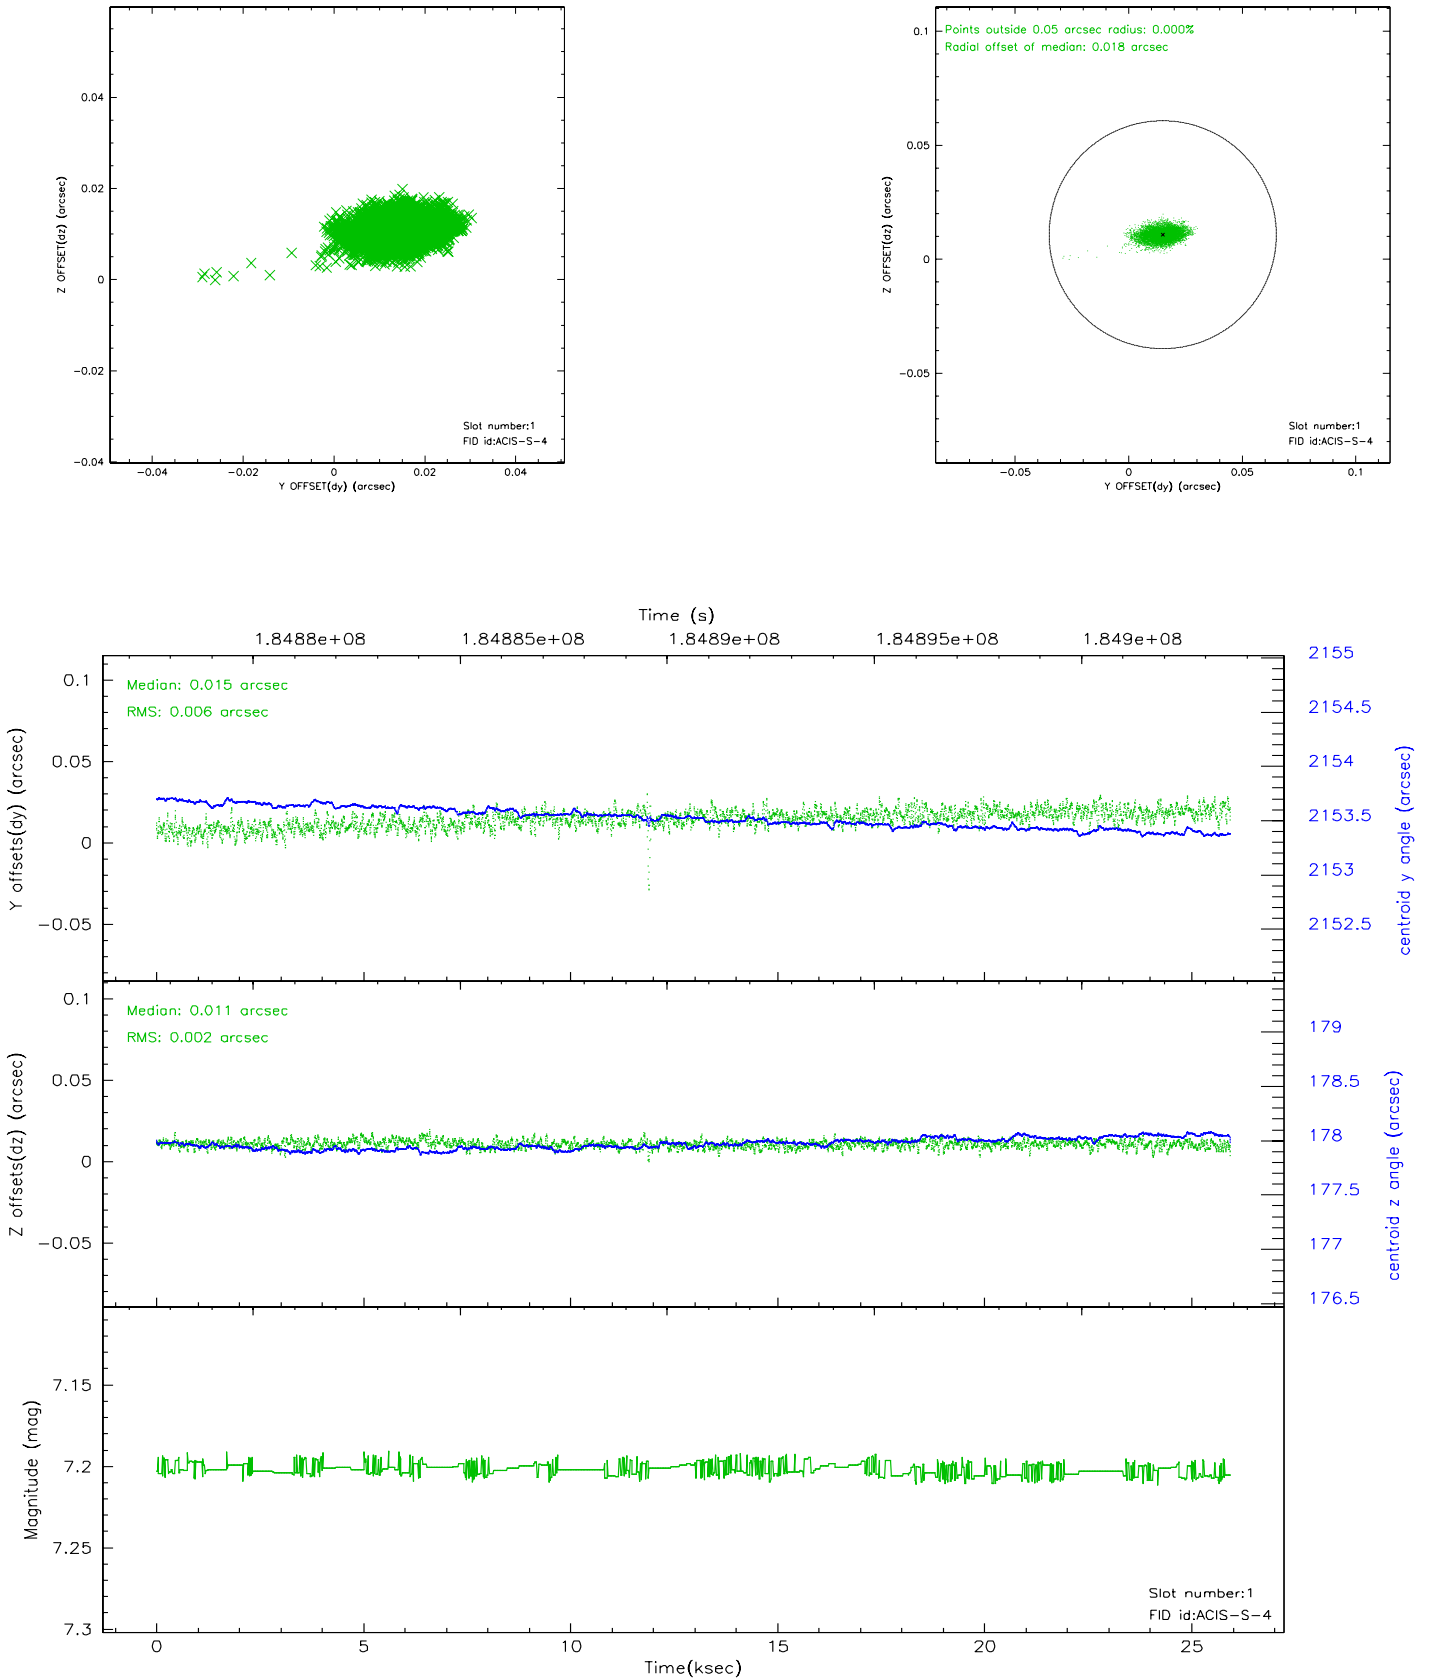 0.04
0.02
0
−0.02
−0.04
Z OFFSET(dz) (arcsec)
−0.04 −0.02 0 0.02 0.04
Y OFFSET(dy) (arcsec)
Slot number:1
FID id:ACIS−S−4
Points outside 0.05 arcsec radius: 0.000%
Radial offset of median: 0.018 arcsec
0.1
0.05
0
−0.05
Z OFFSET(dz) (arcsec)
−0.05 0 0.05 0.1
Y OFFSET(dy) (arcsec)
Slot number:1
FID id:ACIS−S−4
Time (s)
1.8488e+08 1.84885e+08 1.8489e+08 1.84895e+08 1.849e+08
Median: 0.015 arcsec
RMS: 0.006 arcsec
0.1
0.05
0
−0.05
Y offsets(dy) (arcsec)
2155
2154.5
2154
2153.5
2153
2152.5
centroid y angle (arcsec)
Median: 0.011 arcsec
RMS: 0.002 arcsec
0.1
0.05
0
−0.05
Z offsets(dz) (arcsec)
179
178.5
178
177.5
177
176.5
centroid z angle (arcsec)
7.15
7.2
7.25
7.3
Magnitude (mag)
Slot number:1
FID id:ACIS−S−4
0 5 10 15 20 25
Time(ksec)